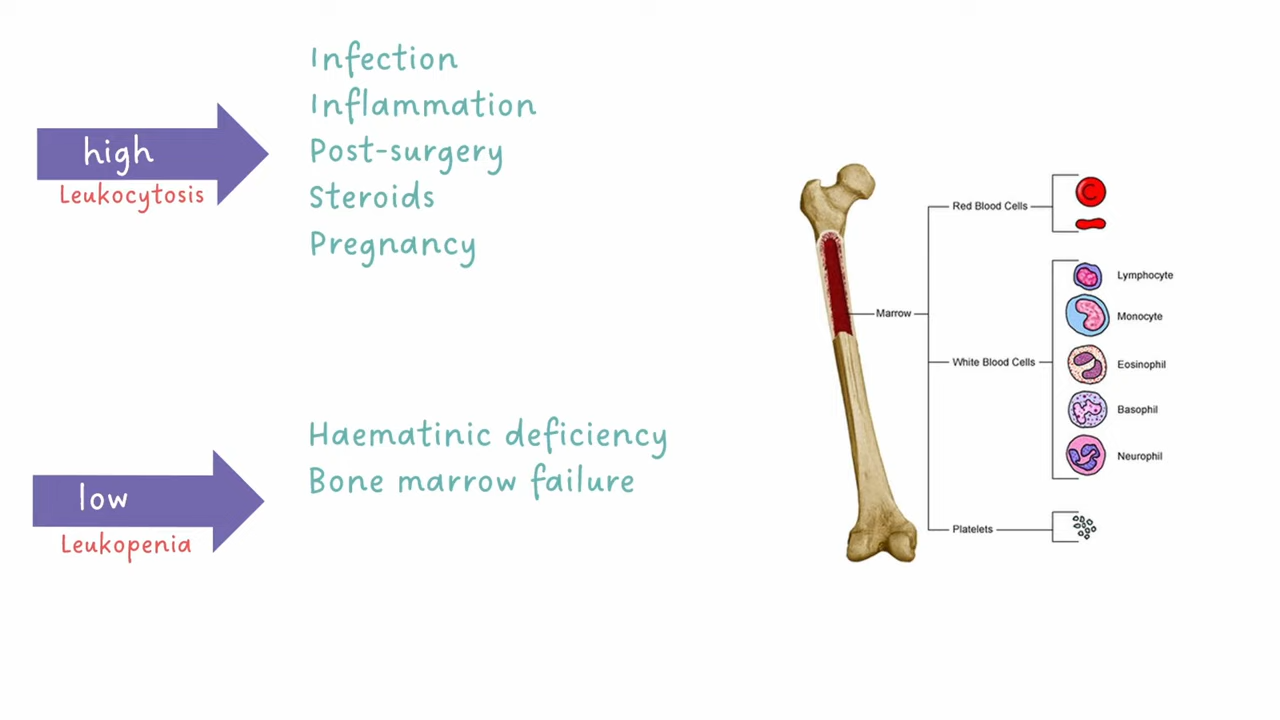 high
Leukocytosis
Infection
Inflammation
Post-surgery
Steroids
Pregnancy
low
Leukopenia
Haematinic deficiency
Bone marrow failure
Marrow
Red Blood Cells
White Blood Cells
Lymphocyte
Monocyte
Eosinophil
Basophil
Neurophil
Platelets